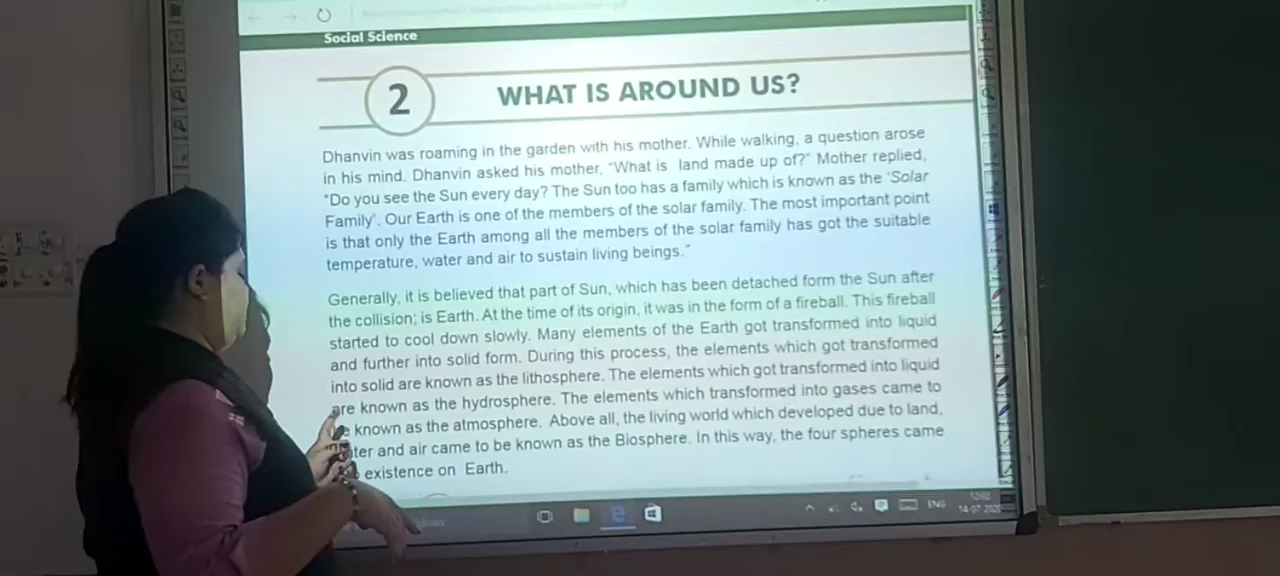 Social Science
2 WHAT IS AROUND US?
Dhanvin was roaming in the garden with his mother. While walking, a question arose
in his mind. Dhanvin asked his mother, "What is land made up of?" Mother replied,
"Do you see the Sun every day? The Sun too has a family which is known as the 'Solar
Family'. Our Earth is one of the members of the solar family. The most important point
is that only the Earth among all the members of the solar family has got the suitable
temperature, water and air to sustain living beings."
Generally, it is believed that part of Sun, which has been detached form the Sun after
the collision; is Earth. At the time of its origin, it was in the form of a fireball. This fireball
started to cool down slowly. Many elements of the Earth got transformed into liquid
and further into solid form. During this process, the elements which got transformed
into solid are known as the lithosphere. The elements which got transformed into liquid
are known as the hydrosphere. The elements which transformed into gases came to
known as the atmosphere. Above all, the living world which developed due to land,
ter and air came to be known as the Biosphere. In this way, the four spheres came
existence on Earth.
ENG
12:02